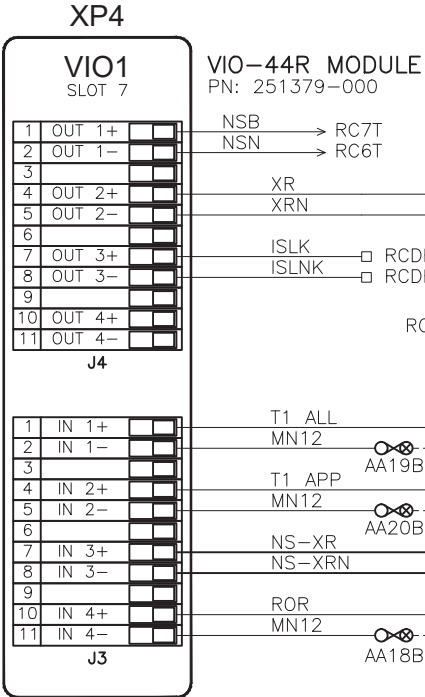 XP4
VIO1
SLOT 7
VIO-44R MODULE
PN: 251379-000
1 OUT 1+ NSB RC7T
2 OUT 1- NSN RC6T
3
4 OUT 2+ XR
5 OUT 2- XRN
6
7 OUT 3+ ISLK RCD
8 OUT 3- ISLNK RCD
9
10 OUT 4+ RC
11 OUT 4-
J4
1 IN 1+ T1 ALL
2 IN 1- MN12
AA19B
3
4 IN 2+ T1 APP
5 IN 2- MN12
AA20B
6
7 IN 3+ NS-XR
8 IN 3- NS-XRN
9
10 IN 4+ ROR
11 IN 4- MN12
AA18B
J3